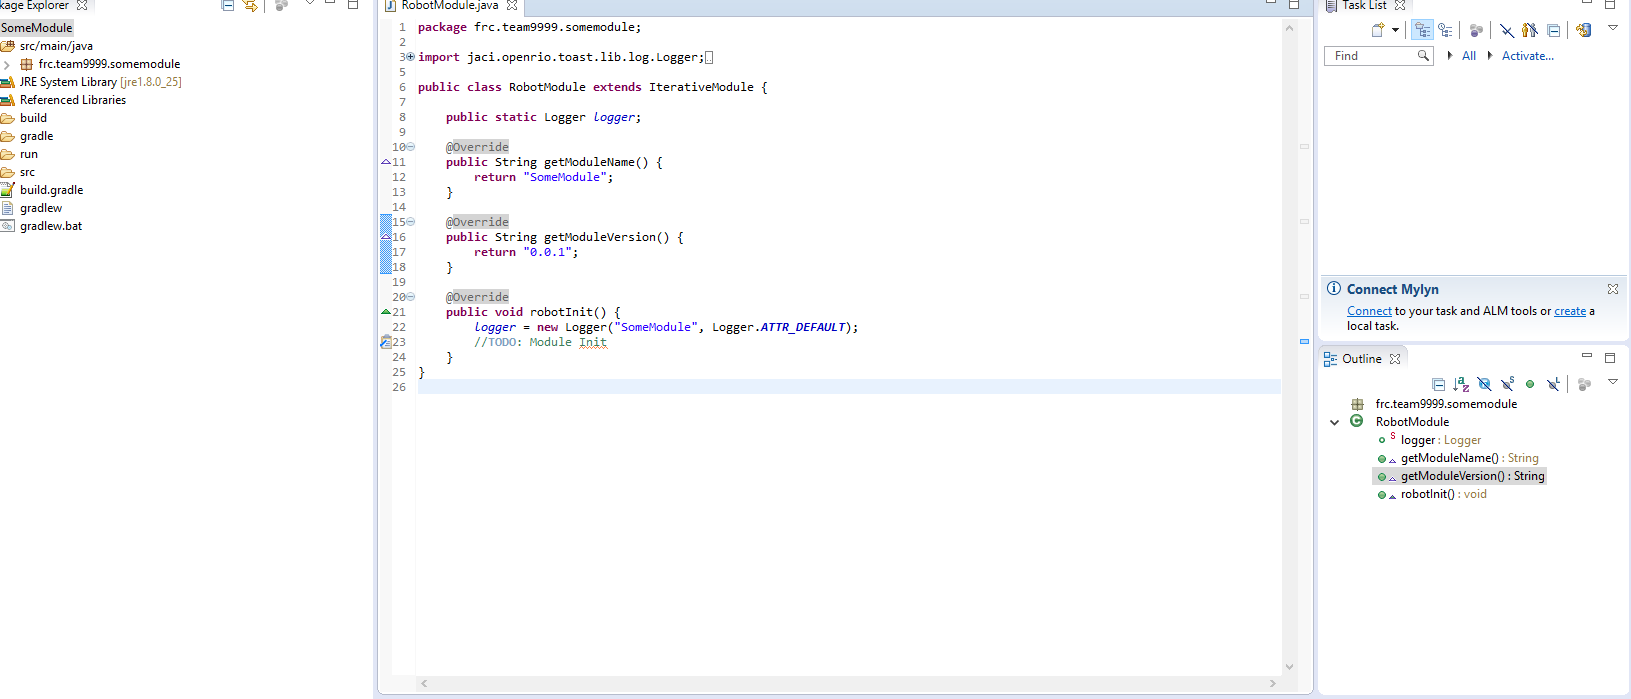 kage Explorer
SomeModule
src/main/java
frc.team9999.somemodule
JRE System Library [jre1.8.0_25]
Referenced Libraries
build
gradle
run
src
build.gradle
gradlew
gradlew.bat
RobotModule.java
1 package frc.team9999.somemodule;
2
3 import jaci.openrio.toast.lib.log.Logger;
5
6 public class RobotModule extends IterativeModule {
7
8 public static Logger logger;
9
10 @Override
11 public String getModuleName() {
12 return "SomeModule";
13 }
14
15 @Override
16 public String getModuleVersion() {
17 return "0.0.1";
18 }
19
20 @Override
21 public void robotInit() {
22 logger = new Logger("SomeModule", Logger.ATTR_DEFAULT);
23 //TODO: Module Init
24 }
25 }
26
Task List
Find
All
Activate...
Connect Mylyn
Connect to your task and ALM tools or create a
local task.
Outline
frc.team9999.somemodule
RobotModule
logger : Logger
getModuleName() : String
getModuleVersion() : String
robotInit() : void